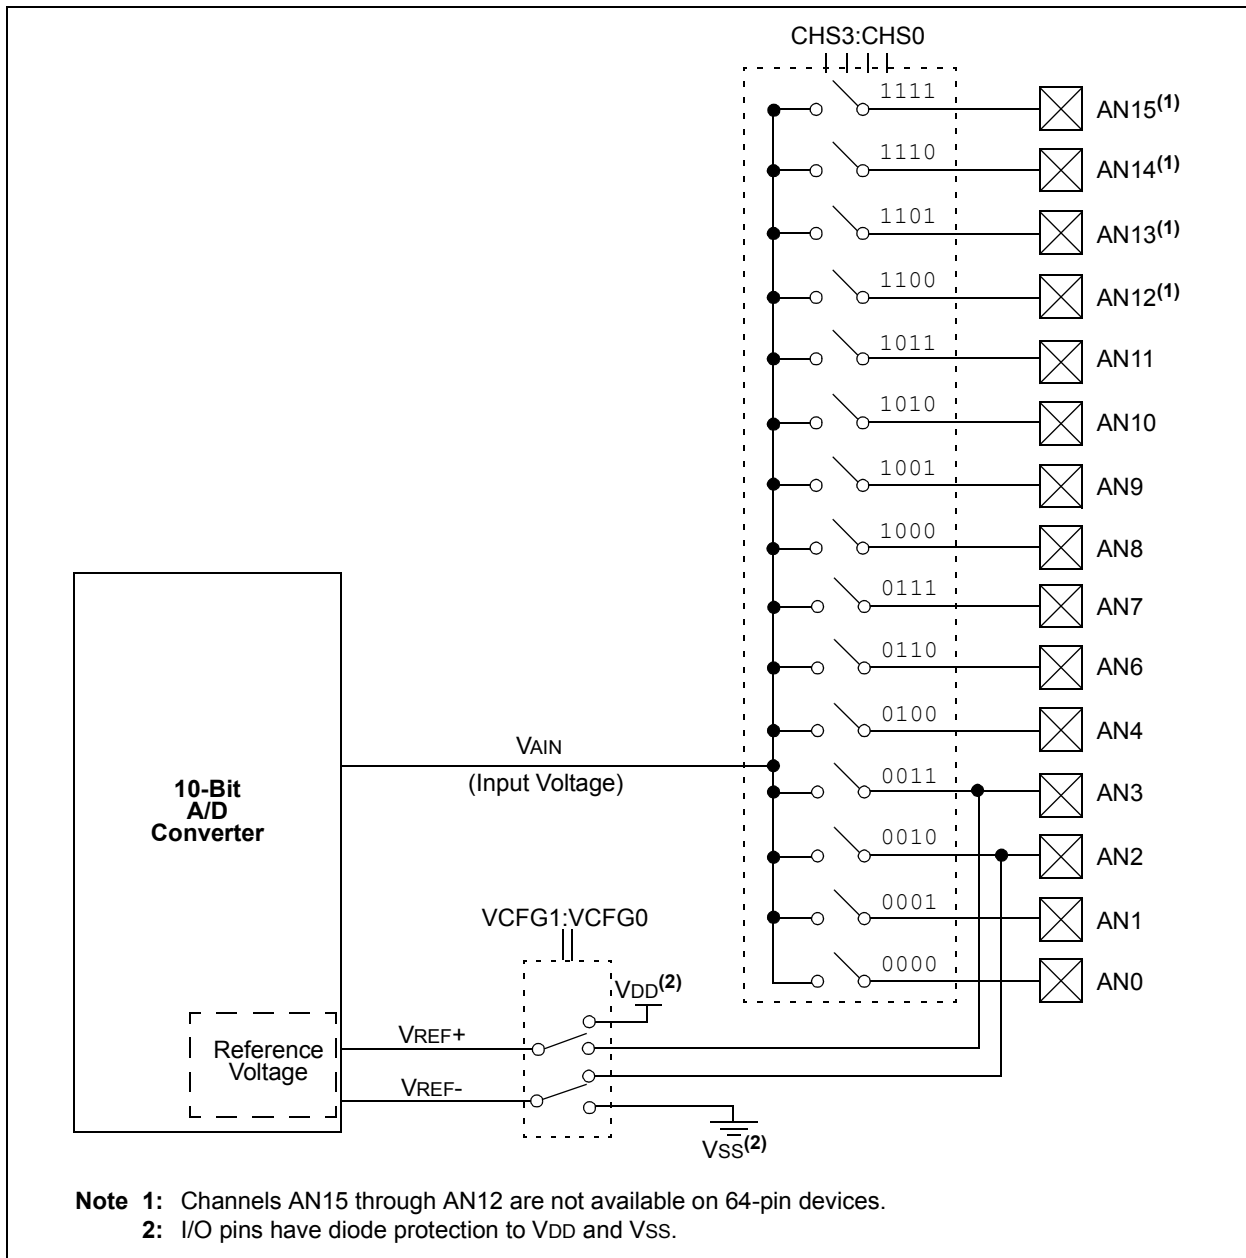 CHS3:CHS0
1111
AN15(1)
1110
AN14(1)
1101
AN13(1)
1100
AN12(1)
1011
AN11
1010
AN10
1001
AN9
1000
AN8
0111
AN7
0110
AN6
0100
AN4
VAIN
(Input Voltage)
0011
AN3
10-Bit
A/D
Converter
0010
AN2
0001
AN1
VCFG1:VCFG0
0000
AN0
VDD(2)
VREF+
Reference
Voltage
VREF-
VSS(2)
Note 1: Channels AN15 through AN12 are not available on 64-pin devices.
2: I/O pins have diode protection to VDD and VSS.